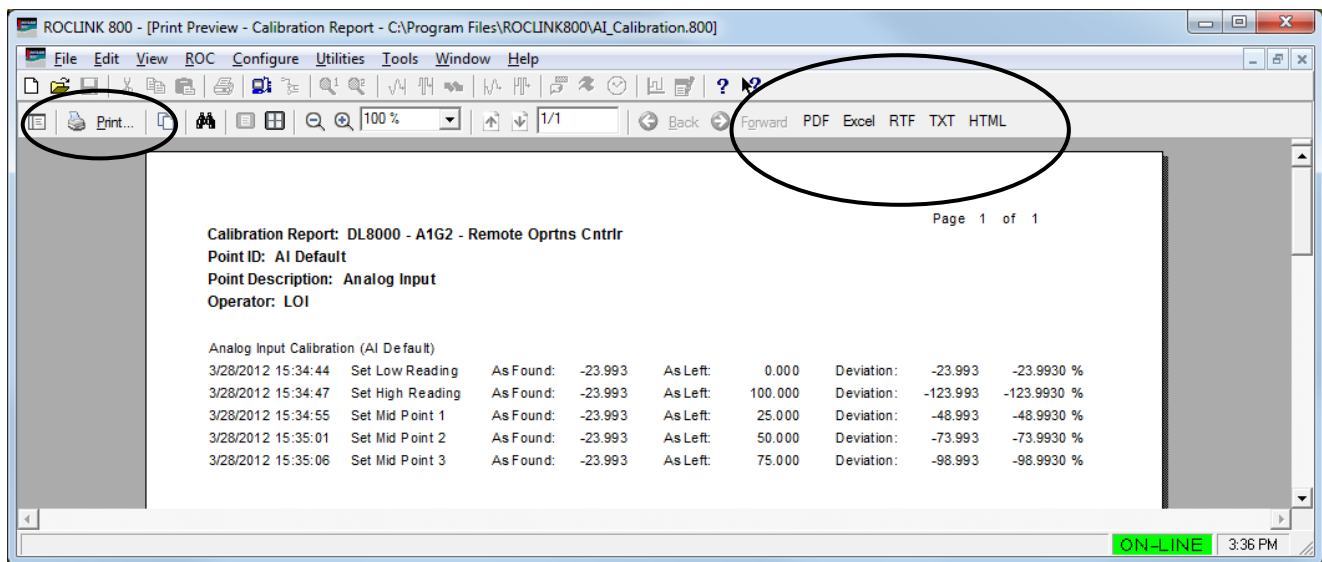 ROCLINK 800 - [Print Preview - Calibration Report - C:\Program Files\ROCLINK800\AI_Calibration.800]
File Edit View ROC Configure Utilities Tools Window Help
Print... 100 % 1/1 Back Forward PDF Excel RTF TXT HTML
Page 1 of 1
Calibration Report: DL8000 - A1G2 - Remote Oprtns Cntrlr
Point ID: AI Default
Point Description: Analog Input
Operator: LOI
Analog Input Calibration (AI Default)
3/28/2012 15:34:44 Set Low Reading As Found: -23.993 As Left: 0.000 Deviation: -23.993 -23.9930 %
3/28/2012 15:34:47 Set High Reading As Found: -23.993 As Left: 100.000 Deviation: -123.993 -123.9930 %
3/28/2012 15:34:55 Set Mid Point 1 As Found: -23.993 As Left: 25.000 Deviation: -48.993 -48.9930 %
3/28/2012 15:35:01 Set Mid Point 2 As Found: -23.993 As Left: 50.000 Deviation: -73.993 -73.9930 %
3/28/2012 15:35:06 Set Mid Point 3 As Found: -23.993 As Left: 75.000 Deviation: -98.993 -98.9930 %
ON-LINE 3:36 PM